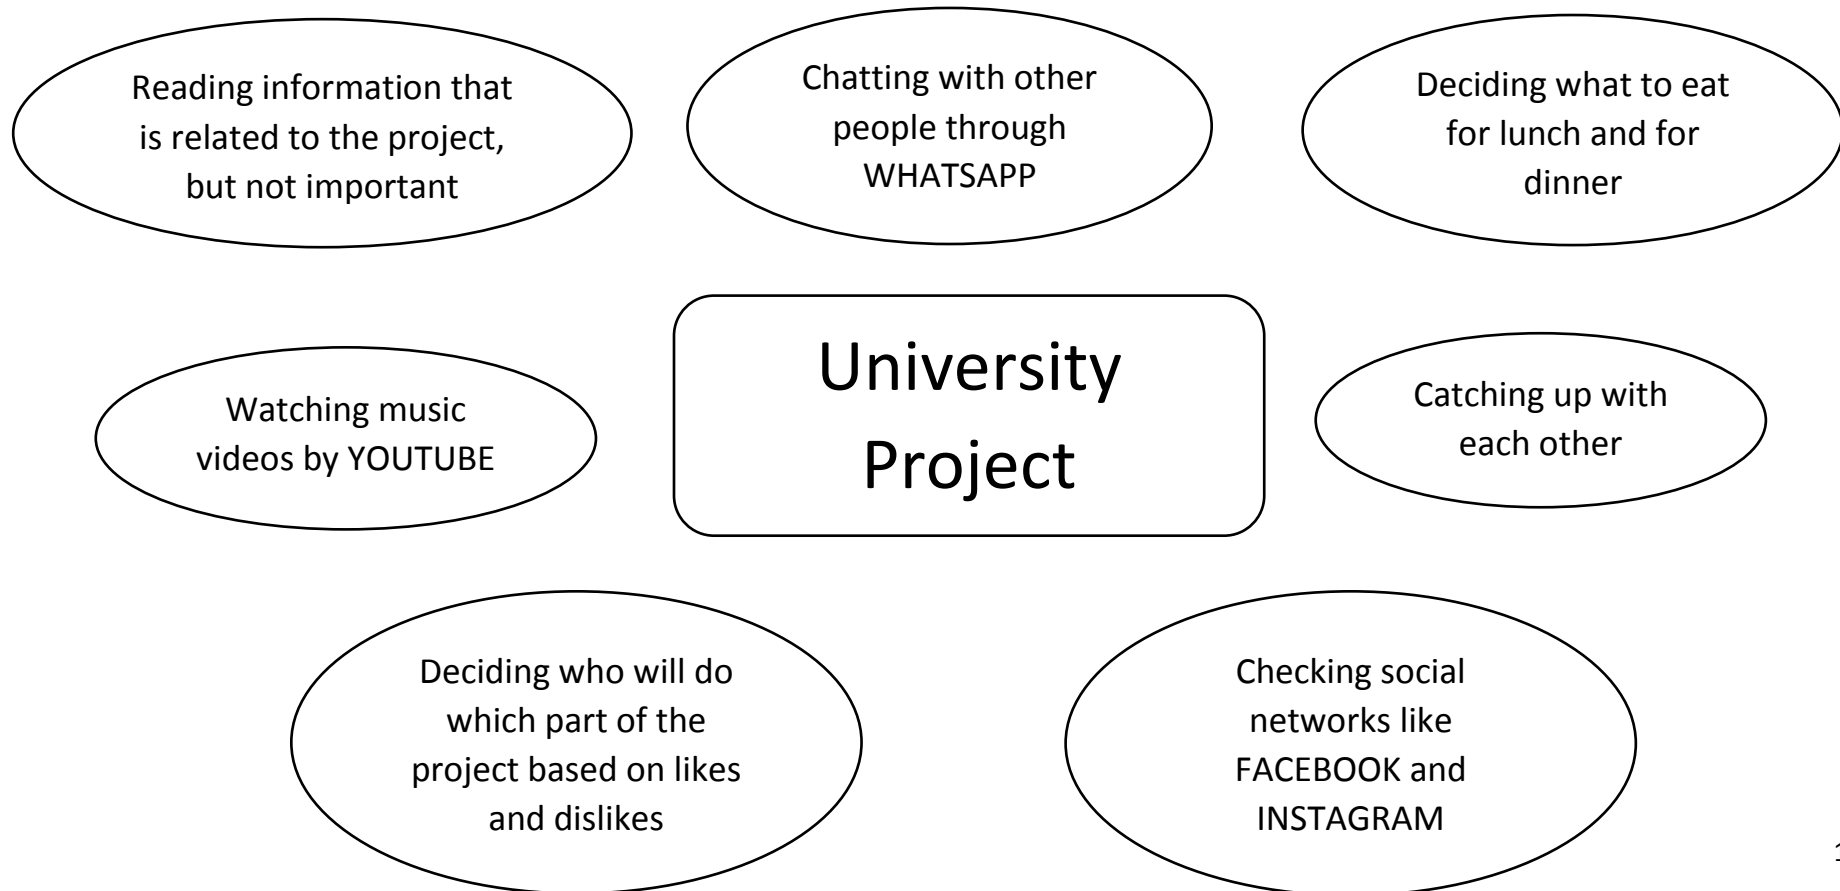 Reading information that
is related to the project,
but not important
Chatting with other
people through
WHATSAPP
Deciding what to eat
for lunch and for
dinner
Watching music
videos by YOUTUBE
University
Project
Catching up with
each other
Deciding who will do
which part of the
project based on likes
and dislikes
Checking social
networks like
FACEBOOK and
INSTAGRAM